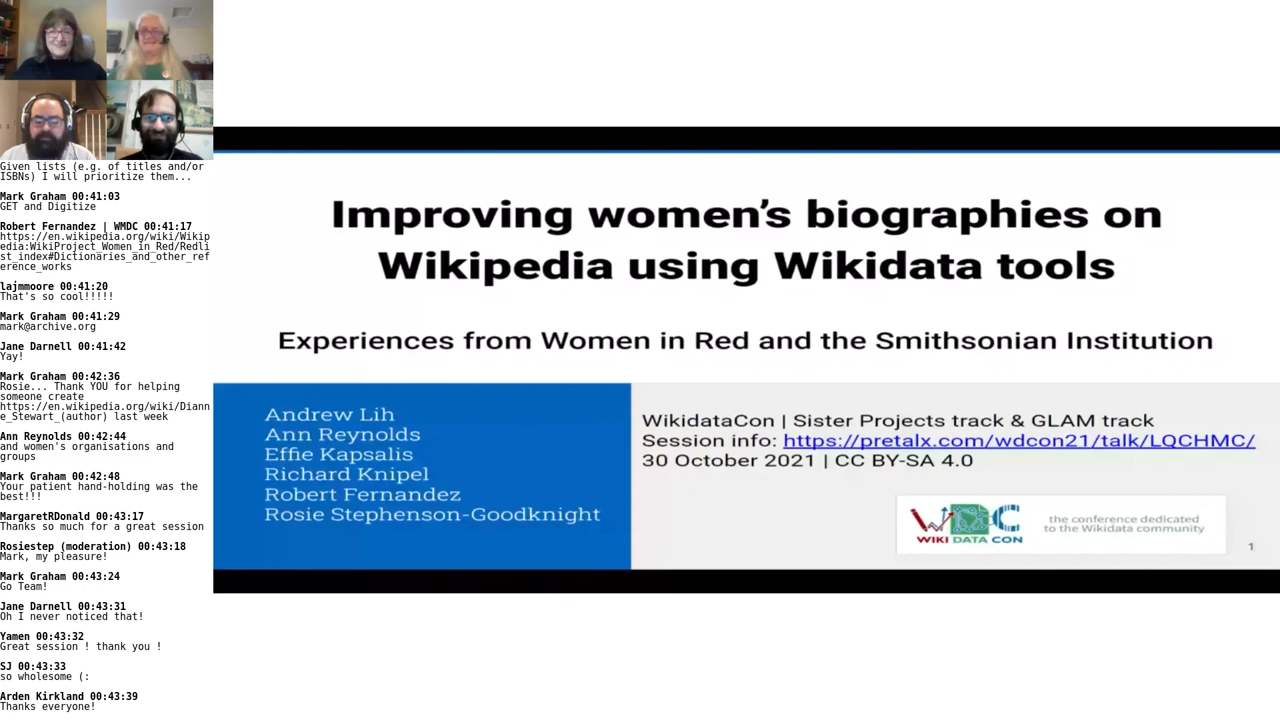 Given lists (e.g. of titles and/or
ISBNs) I will prioritize them...
Mark Graham 00:41:03
GET and Digitize
Robert Fernandez | WMDC 00:41:17
https://en.wikipedia.org/wiki/Wikip
edia:WikiProject_Women_in_Red/Redli
st_index#Dictionaries_and_other_ref
erence_works
lajmmoore 00:41:20
That's so cool!!!!!
Mark Graham 00:41:29
mark@archive.org
Jane Darnell 00:41:42
Yay!
Mark Graham 00:42:36
Rosie... Thank YOU for helping
someone create
https://en.wikipedia.org/wiki/Diann
e_Stewart_(author) last week
Ann Reynolds 00:42:44
and women's organisations and
groups
Mark Graham 00:42:48
Your patient hand-holding was the
best!!!
MargaretRDonald 00:43:17
Thanks so much for a great session
Rosiestep (moderation) 00:43:18
Mark, my pleasure!
Mark Graham 00:43:24
Go Team!
Jane Darnell 00:43:31
Oh I never noticed that!
Yamen 00:43:32
Great session ! thank you !
SJ 00:43:33
so wholesome (:
Arden Kirkland 00:43:39
Thanks everyone!
Improving women's biographies on
Wikipedia using Wikidata tools
Experiences from Women in Red and the Smithsonian Institution
Andrew Lih
Ann Reynolds
Effie Kapsalis
Richard Knipel
Robert Fernandez
Rosie Stephenson-Goodknight
WikidataCon | Sister Projects track & GLAM track
Session info: https://pretalx.com/wdcon21/talk/LQCHMC/
30 October 2021 | CC BY-SA 4.0
WDC
WIKI DATA CON
the conference dedicated
to the Wikidata community
1